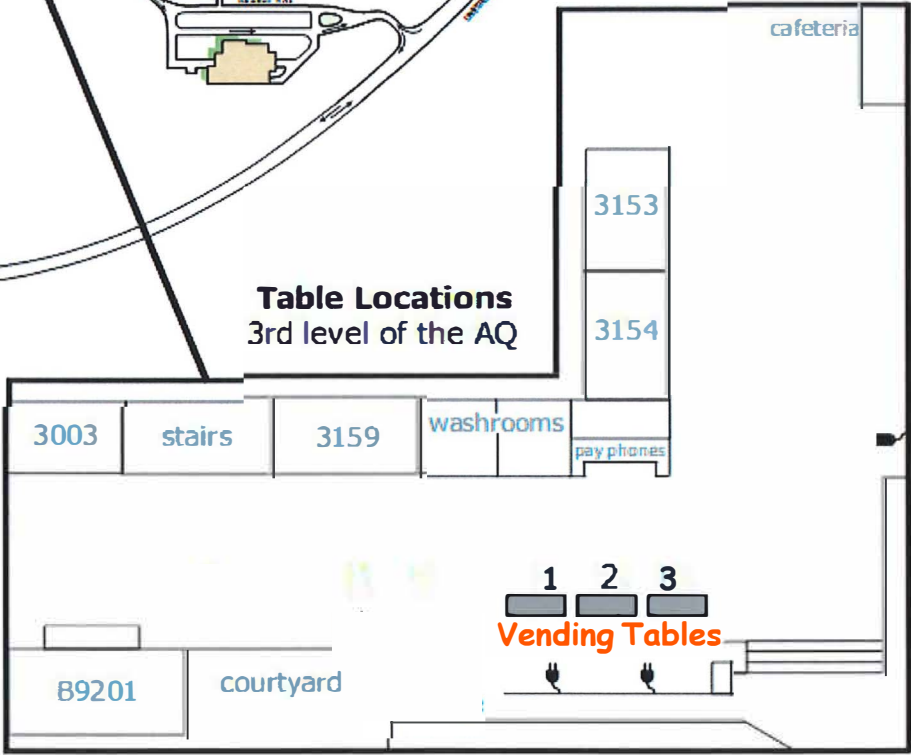 cafeteria
3153
Table Locations
3rd level of the AQ
3154
3003
stairs
3159
washrooms
pay phones
1
2
3
Vending Tables
B9201
courtyard